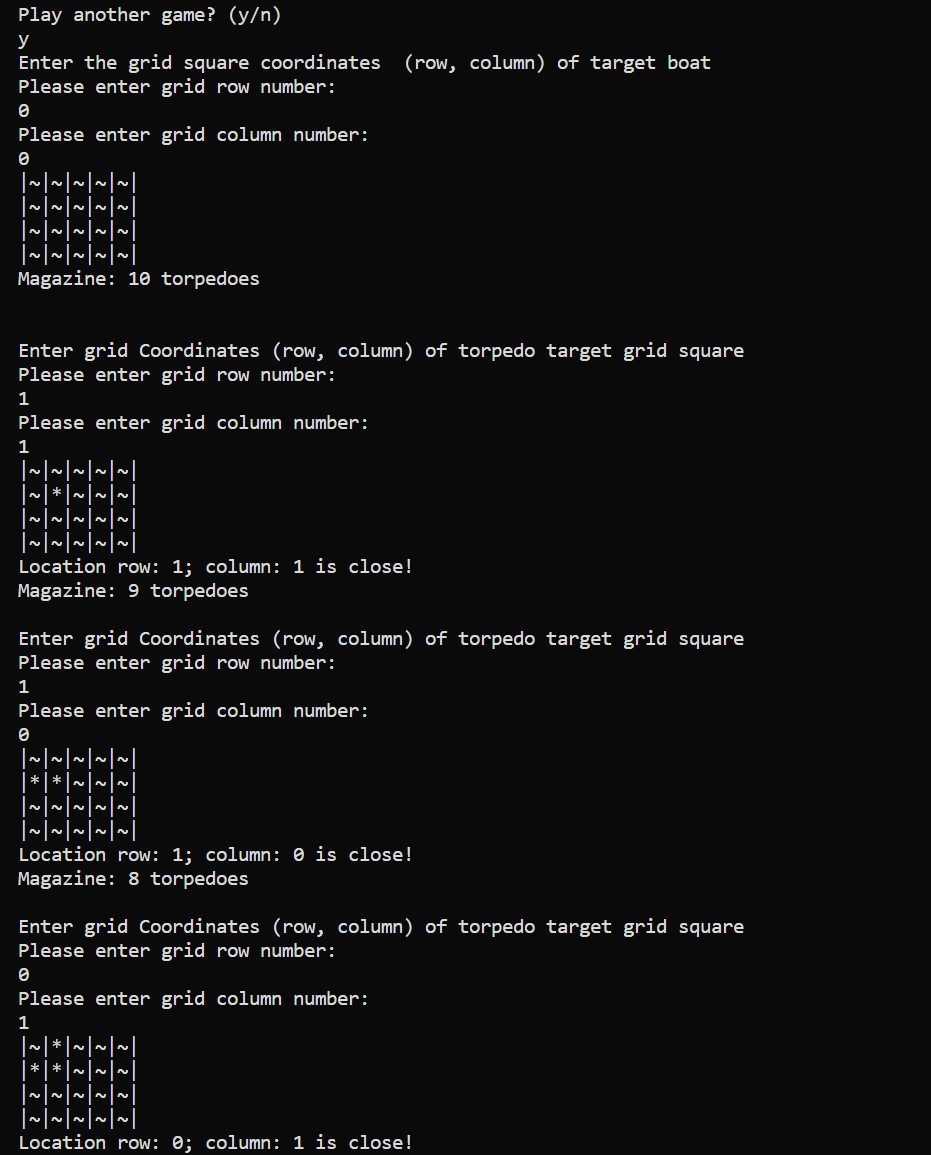 Play another game? (y/n)
y
Enter the grid square coordinates  (row, column) of target boat
Please enter grid row number:
0
Please enter grid column number:
0
|~|~|~|~|~|
|~|~|~|~|~|
|~|~|~|~|~|
|~|~|~|~|~|
Magazine: 10 torpedoes
Enter grid Coordinates (row, column) of torpedo target grid square
Please enter grid row number:
1
Please enter grid column number:
1
|~|~|~|~|~|
|~|*|~|~|~|
|~|~|~|~|~|
|~|~|~|~|~|
Location row: 1; column: 1 is close!
Magazine: 9 torpedoes
Enter grid Coordinates (row, column) of torpedo target grid square
Please enter grid row number:
1
Please enter grid column number:
0
|~|~|~|~|~|
|*|*|~|~|~|
|~|~|~|~|~|
|~|~|~|~|~|
Location row: 1; column: 0 is close!
Magazine: 8 torpedoes
Enter grid Coordinates (row, column) of torpedo target grid square
Please enter grid row number:
0
Please enter grid column number:
1
|~|*|~|~|~|
|*|*|~|~|~|
|~|~|~|~|~|
|~|~|~|~|~|
Location row: 0; column: 1 is close!